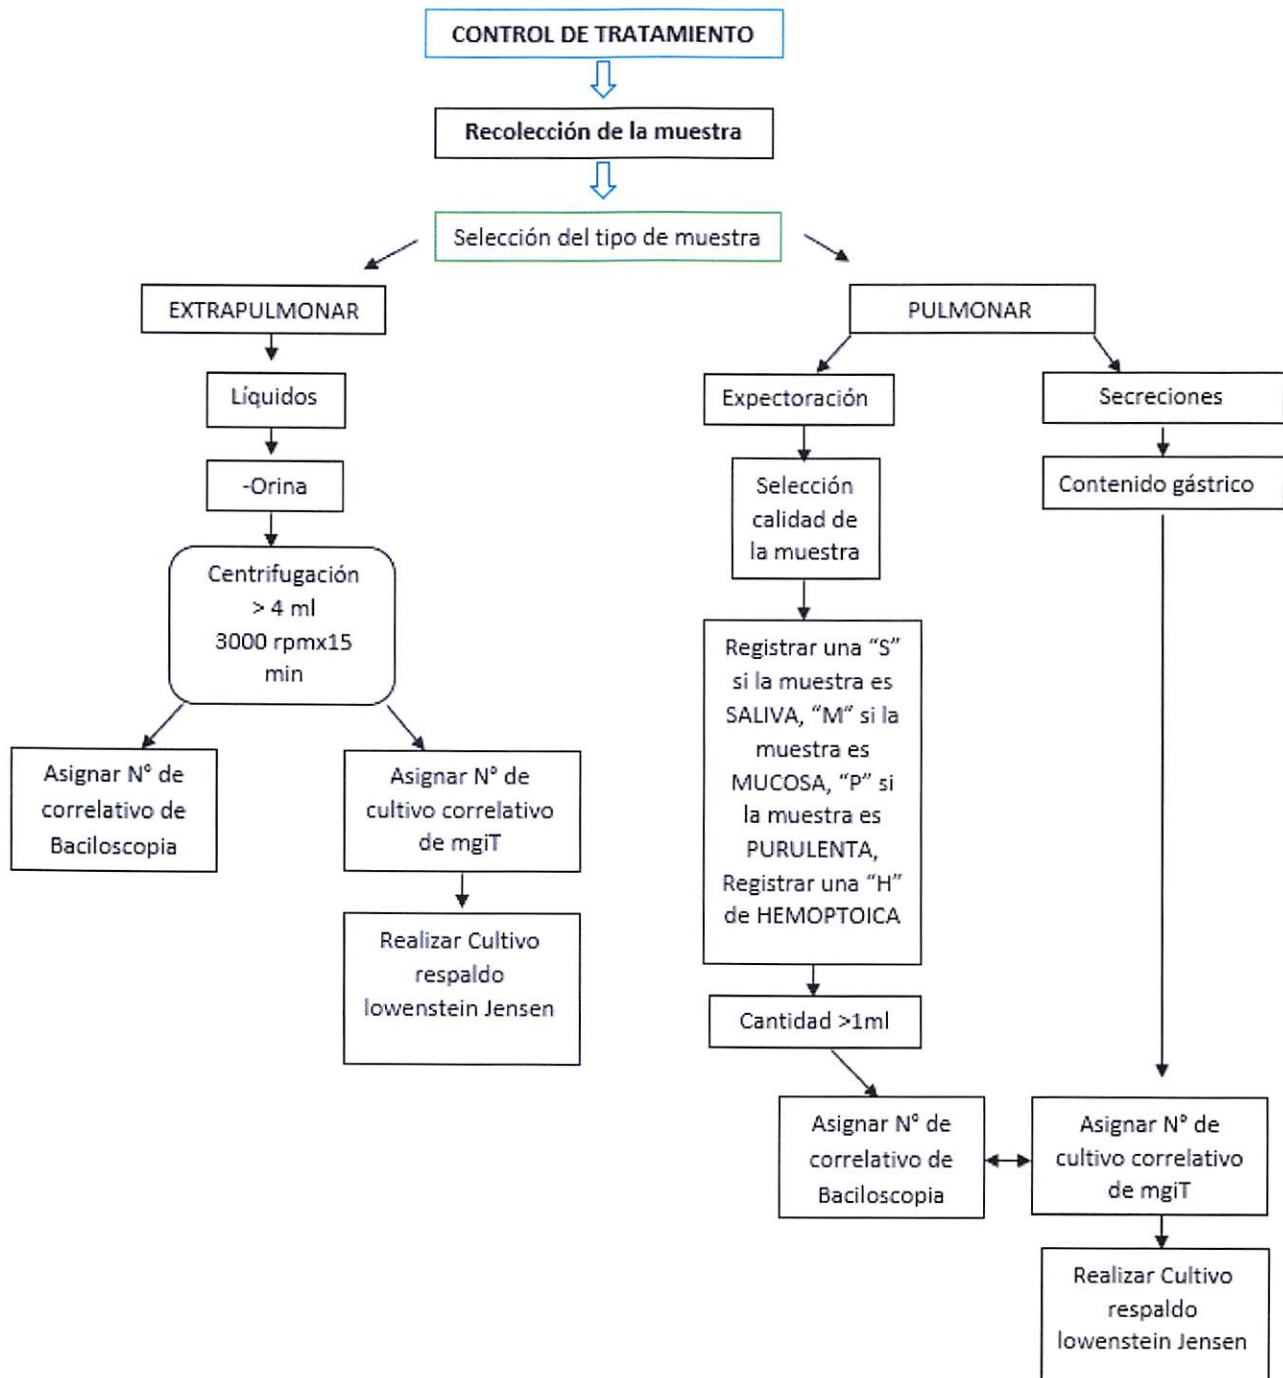 CONTROL DE TRATAMIENTO
Recolección de la muestra
Selección del tipo de muestra
EXTRAPULMONAR
Líquidos
-Orina
Centrifugación
> 4 ml
3000 rpmx15
min
Asignar N° de
correlativo de
Baciloscopia
Asignar N° de
cultivo correlativo
de mgiT
Realizar Cultivo
respaldo
lowenstein Jensen
PULMONAR
Expectoración
Selección
calidad de
la muestra
Registrar una “S”
si la muestra es
SALIVA, “M” si la
muestra es
MUCOSA, “P” si
la muestra es
PURULENTA,
Registrar una “H”
de HEMOPTOICA
Cantidad >1ml
Asignar N° de
correlativo de
Baciloscopia
Secreciones
Contenido gástrico
Asignar N° de
cultivo correlativo
de mgiT
Realizar Cultivo
respaldo
lowenstein Jensen